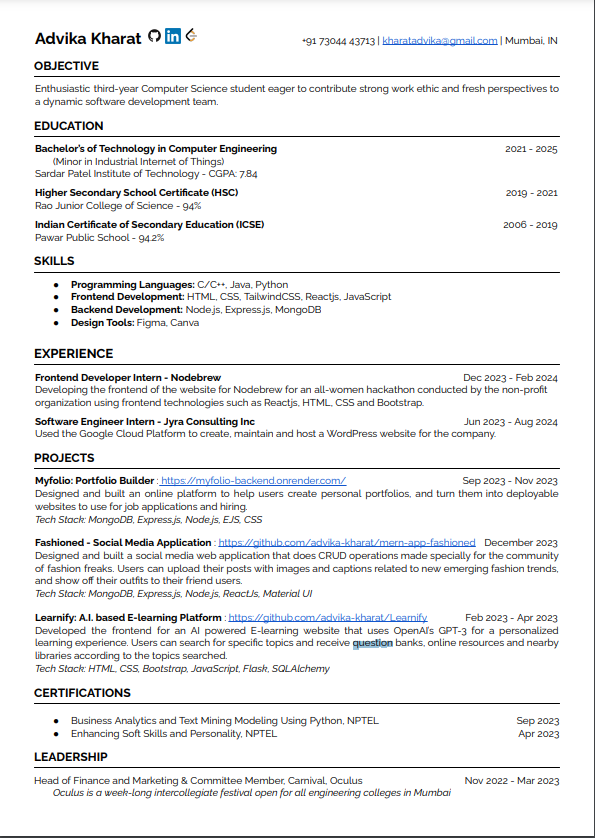 Advika Kharat in +91 73044 43713 | kharatadvika@gmail.com | Mumbai, IN
OBJECTIVE
Enthusiastic third-year Computer Science student eager to contribute strong work ethic and fresh perspectives to
a dynamic software development team.
EDUCATION
Bachelor's of Technology in Computer Engineering 2021 - 2025
(Minor in Industrial Internet of Things)
Sardar Patel Institute of Technology - CGPA: 7.84
Higher Secondary School Certificate (HSC) 2019 - 2021
Rao Junior College of Science - 94%
Indian Certificate of Secondary Education (ICSE) 2006 - 2019
Pawar Public School - 94.2%
SKILLS
● Programming Languages: C/C++, Java, Python
● Frontend Development: HTML, CSS, TailwindCSS, Reactjs, JavaScript
● Backend Development: Node.js, Express.js, MongoDB
● Design Tools: Figma, Canva
EXPERIENCE
Frontend Developer Intern - Nodebrew Dec 2023 - Feb 2024
Developing the frontend of the website for Nodebrew for an all-women hackathon conducted by the non-profit
organization using frontend technologies such as Reactjs, HTML, CSS and Bootstrap.
Software Engineer Intern - Jyra Consulting Inc Jun 2023 - Aug 2024
Used the Google Cloud Platform to create, maintain and host a WordPress website for the company.
PROJECTS
Myfolio: Portfolio Builder : https://myfolio-backend.onrender.com/ Sep 2023 - Nov 2023
Designed and built an online platform to help users create personal portfolios, and turn them into deployable
websites to use for job applications and hiring.
Tech Stack: MongoDB, Express.js, Node.js, EJS, CSS
Fashioned - Social Media Application : https://github.com/advika-kharat/mern-app-fashioned December 2023
Designed and built a social media web application that does CRUD operations made specially for the community
of fashion freaks. Users can upload their posts with images and captions related to new emerging fashion trends,
and show off their outfits to their friend users.
Tech Stack: MongoDB, Express.js, Node.js, ReactJs, Material UI
Learnify: A.I. based E-learning Platform : https://github.com/advika-kharat/Learnify Feb 2023 - Apr 2023
Developed the frontend for an AI powered E-learning website that uses OpenAI's GPT-3 for a personalized
learning experience. Users can search for specific topics and receive question banks, online resources and nearby
libraries according to the topics searched.
Tech Stack: HTML, CSS, Bootstrap, JavaScript, Flask, SQLAlchemy
CERTIFICATIONS
● Business Analytics and Text Mining Modeling Using Python, NPTEL Sep 2023
● Enhancing Soft Skills and Personality, NPTEL Apr 2023
LEADERSHIP
Head of Finance and Marketing & Committee Member, Carnival, Oculus Nov 2022 - Mar 2023
Oculus is a week-long intercollegiate festival open for all engineering colleges in Mumbai